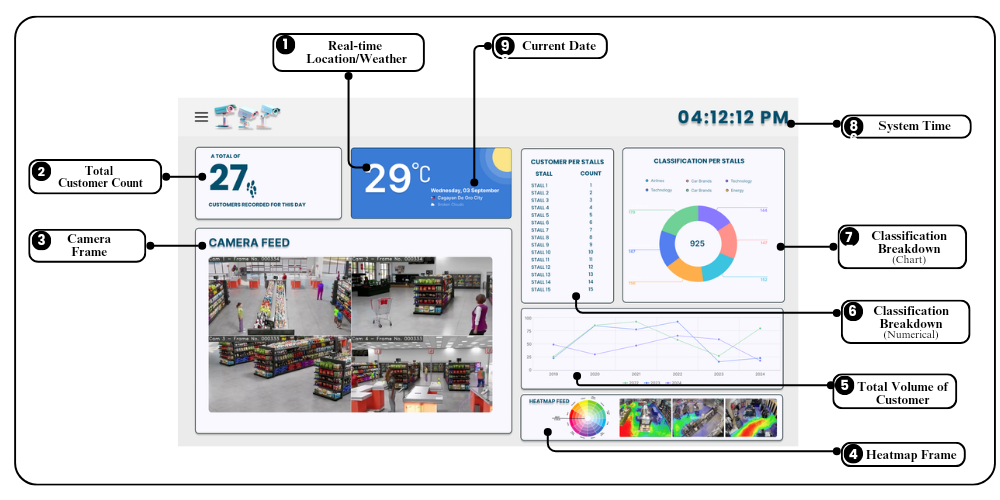 1
Real-time
Location/Weather
9
Current Date
04:12:12 PM
8
System Time
2
Total
Customer Count
A TOTAL OF
27
CUSTOMERS RECORDED FOR THIS DAY
29°C
Wednesday, 03 September
Cagayan De Oro City
Broken Clouds
CUSTOMER PER STALLS
STALL COUNT
STALL 1 1
STALL 2 2
STALL 3 3
STALL 4 4
STALL 5 5
STALL 6 6
STALL 7 7
STALL 8 8
STALL 9 9
STALL 10 10
STALL 11 11
STALL 12 12
STALL 13 13
STALL 14 14
STALL 15 15
CLASSIFICATION PER STALLS
Airlines Car Brands Technology
Technology Car Brands Energy
925
7
Classification
Breakdown
(Chart)
3
Camera
Frame
CAMERA FEED
Cam 1 - Frame No. 000334
Cam 2 - Frame No. 000334
Cam 3 - Frame No. 000333
Cam 4 - Frame No. 000333
6
Classification
Breakdown
(Numerical)
100
75
50
25
0
2019 2020 2021 2022 2023 2024
2022 2023 2024
5
Total Volume of
Customer
HEATMAP FEED
4
Heatmap Frame